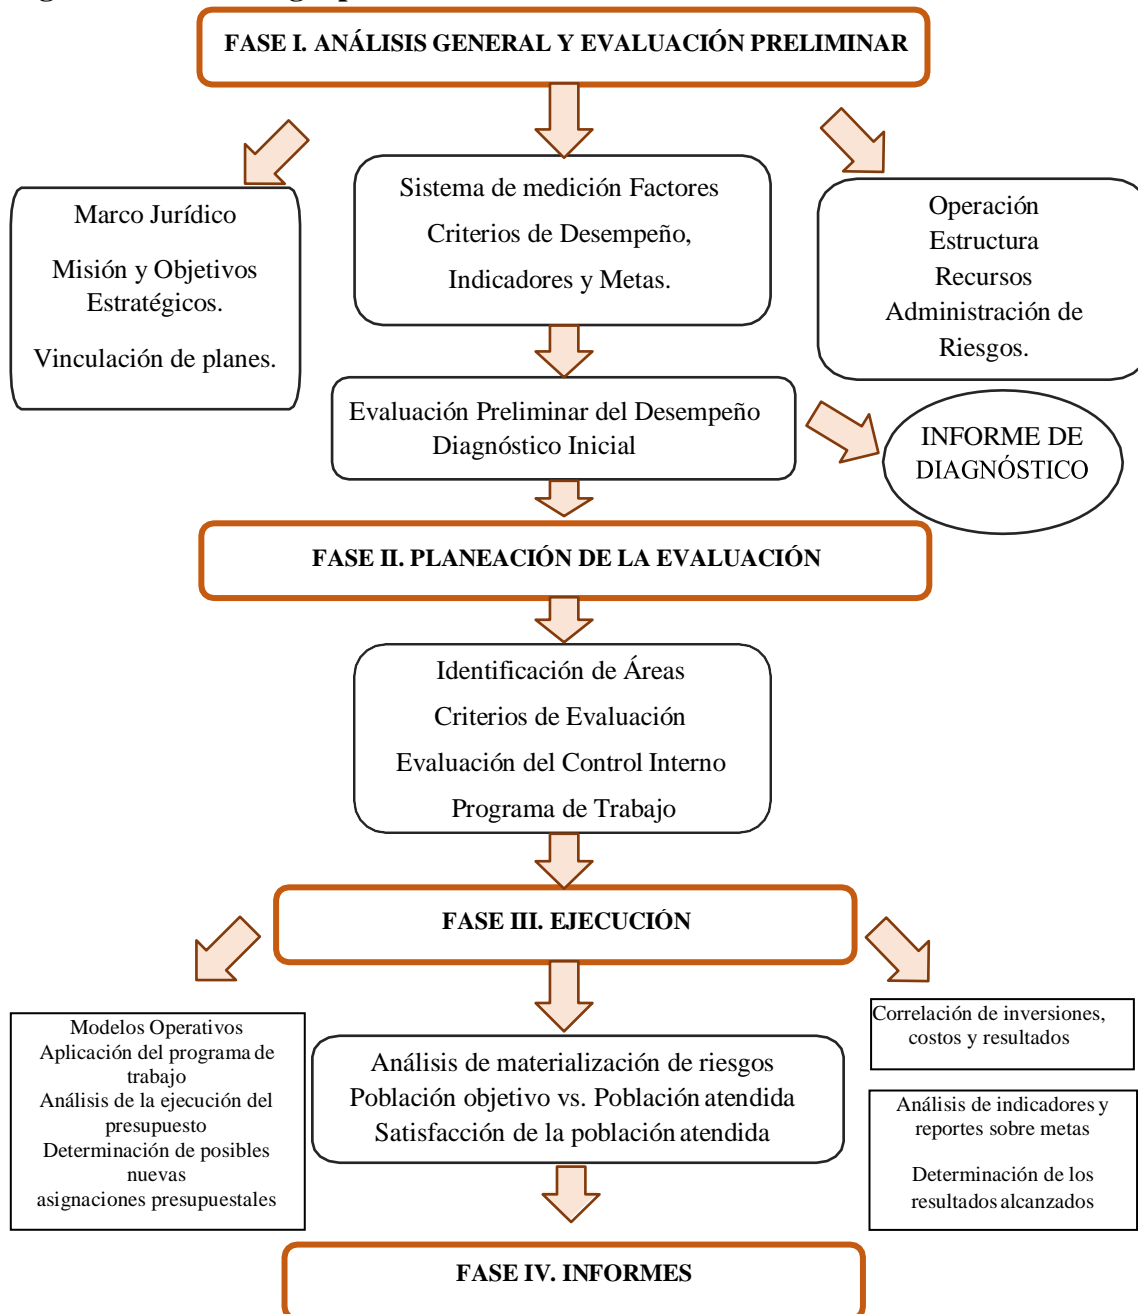 FASE I. ANÁLISIS GENERAL Y EVALUACIÓN PRELIMINAR
Marco Jurídico
Misión y Objetivos
Estratégicos.
Vinculación de planes.
Sistema de medición Factores
Criterios de Desempeño,
Indicadores y Metas.
Operación
Estructura
Recursos
Administración de
Riesgos.
Evaluación Preliminar del Desempeño
Diagnóstico Inicial
INFORME DE
DIAGNÓSTICO
FASE II. PLANEACIÓN DE LA EVALUACIÓN
Identificación de Áreas
Criterios de Evaluación
Evaluación del Control Interno
Programa de Trabajo
FASE III. EJECUCIÓN
Modelos Operativos
Aplicación del programa de
trabajo
Análisis de la ejecución del
presupuesto
Determinación de posibles
nuevas
asignaciones presupuestales
Análisis de materialización de riesgos
Población objetivo vs. Población atendida
Satisfacción de la población atendida
Correlación de inversiones,
costos y resultados
Análisis de indicadores y
reportes sobre metas
Determinación de los
resultados alcanzados
FASE IV. INFORMES